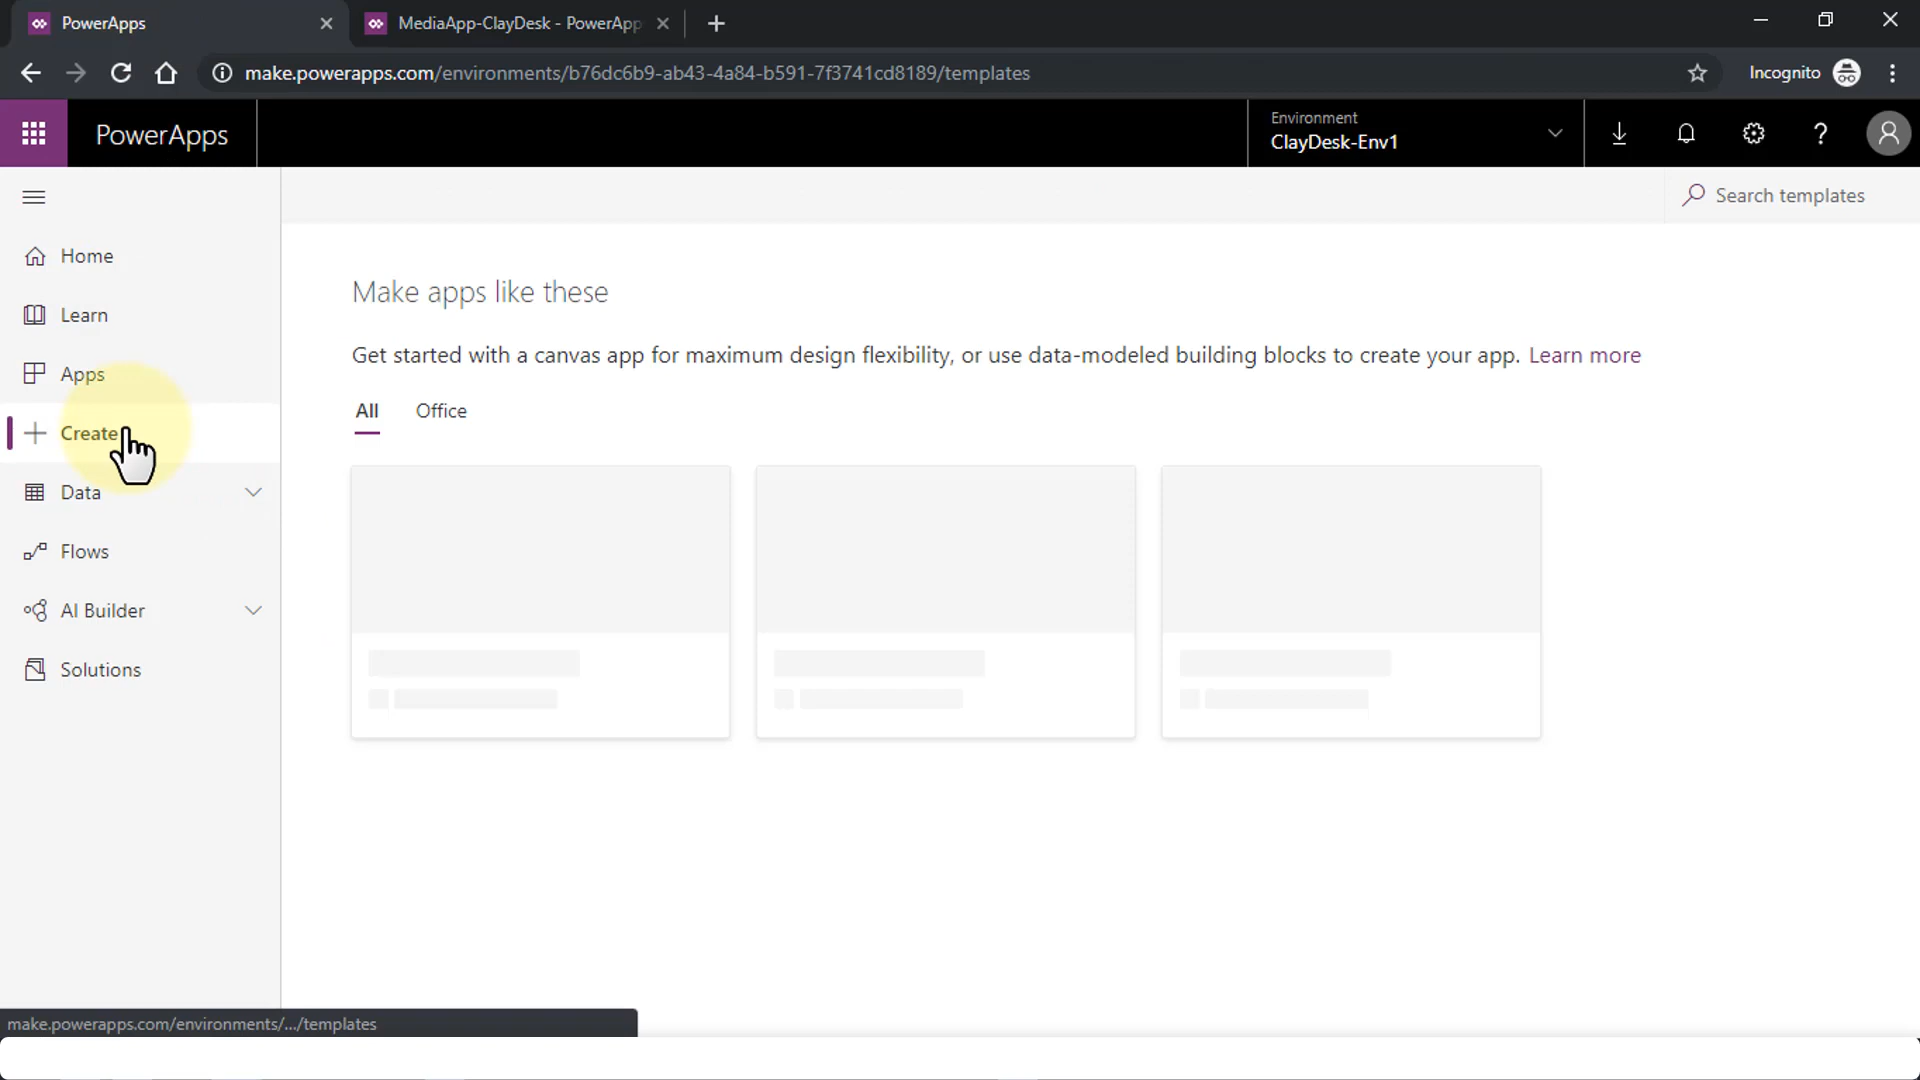 PowerApps
MediaApp-ClayDesk - PowerApp
make.powerapps.com/environments/b76dc6b9-ab43-4a84-b591-7f3741cd8189/templates
Incognito
PowerApps
Environment
ClayDesk-Env1
Search templates
Home
Learn
Apps
Create
Data
Flows
AI Builder
Solutions
Make apps like these
Get started with a canvas app for maximum design flexibility, or use data-modeled building blocks to create your app. Learn more
All Office
make.powerapps.com/environments/.../templates